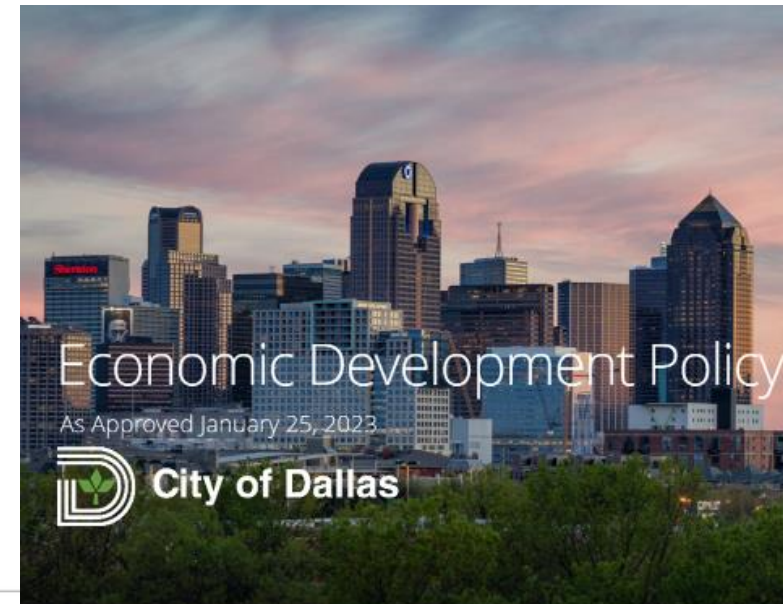 Sheraton
Economic Development Policy
As Approved January 25, 2023
City of Dallas